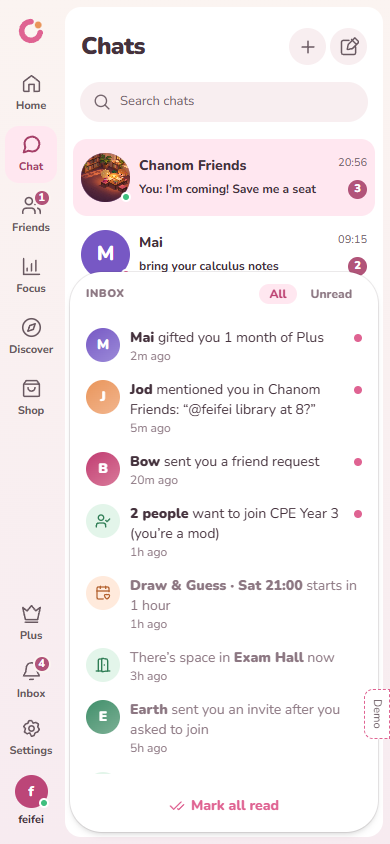 Chats
Home
Search chats
Chat
Chanom Friends
20:56
You: I'm coming! Save me a seat
3
1
Friends
M
Mai
09:15
bring your calculus notes
2
Focus
INBOX
All
Unread
Discover
M
Mai gifted you 1 month of Plus
2m ago
Shop
J
Jod mentioned you in Chanom
Friends: “@feifei library at 8?”
5m ago
B
Bow sent you a friend request
20m ago
2 people want to join CPE Year 3
(you're a mod)
1h ago
Draw & Guess · Sat 21:00 starts in
1 hour
1h ago
Plus
There's space in Exam Hall now
3h ago
4
Inbox
E
Earth sent you an invite after you
asked to join
5h ago
Demo
Settings
f
feifei
Mark all read